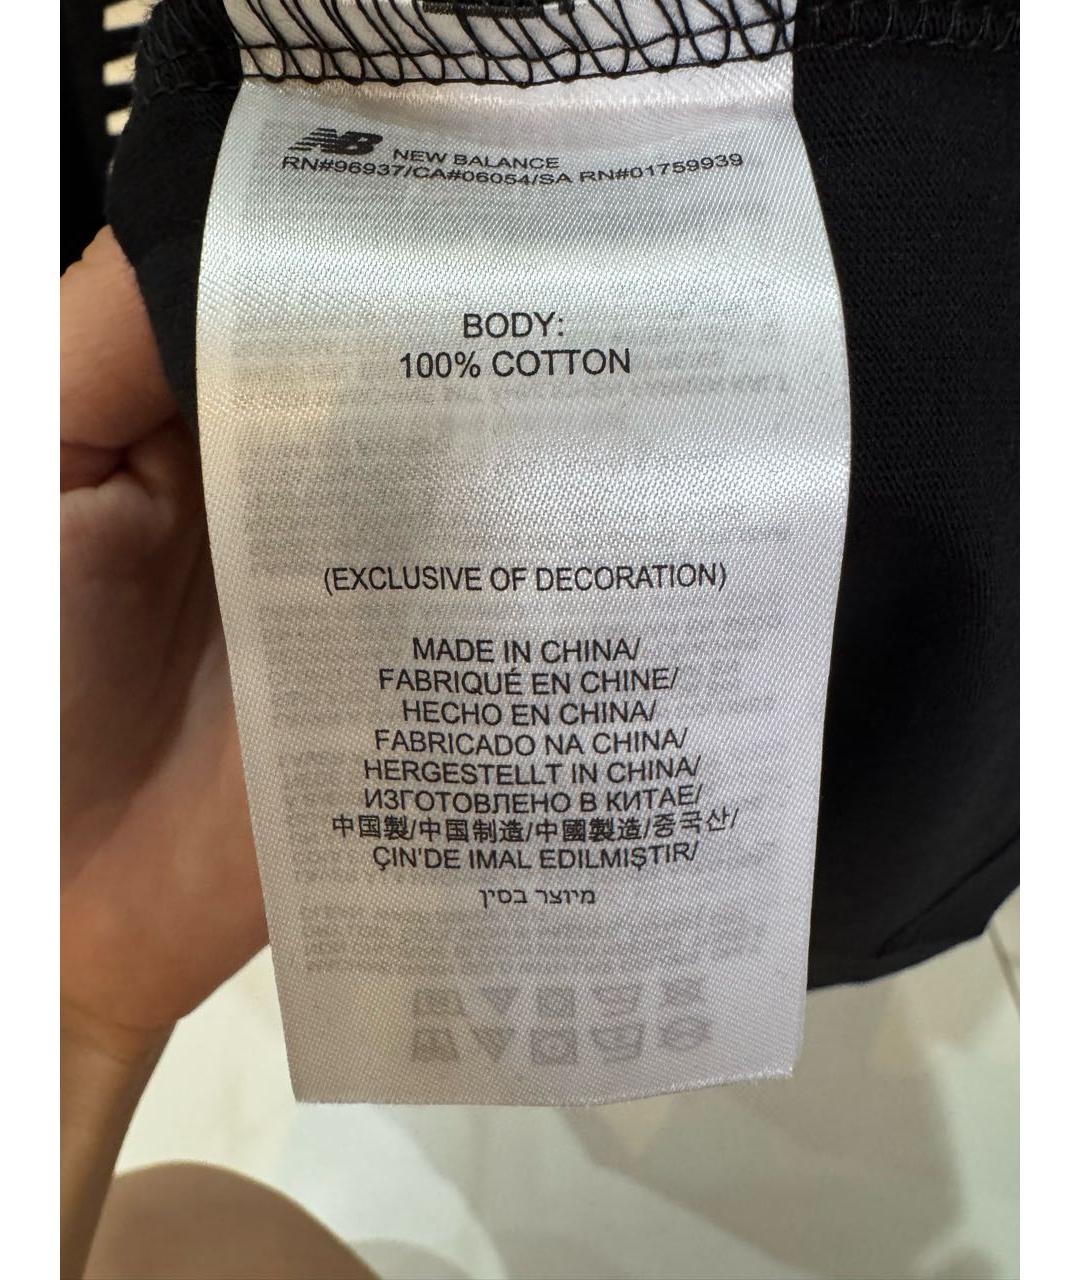 NB NEW BALANCE
RN#96937/CA#06054/SA RN#01759939
BODY:
100% COTTON
(EXCLUSIVE OF DECORATION)
MADE IN CHINA/
FABRIQUÉ EN CHINE/
HECHO EN CHINA/
FABRICADO NA CHINA/
HERGESTELLT IN CHINA/
ИЗГОТОВЛЕНО В КИТАЕ/
中国製/中国制造/中國製造/중국산/
ÇIN'DE IMAL EDILMIŞTIR/
מיוצר בסין